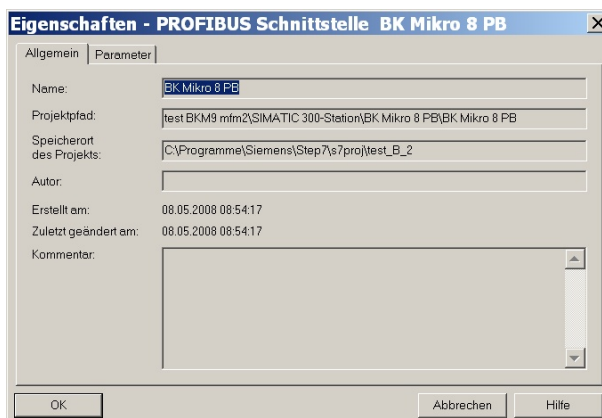 Eigenschaften - PROFIBUS Schnittstelle BK Mikro 8 PB
Allgemein Parameter
Name: BK Mikro 8 PB
Projektpfad: test BKM9 mfm2\SIMATIC 300-Station\BK Mikro 8 PB\BK Mikro 8 PB
Speicherort
des Projekts: C:\Programme\Siemens\Step7\s7proj\test_B_2
Autor:
Erstellt am: 08.05.2008 08:54:17
Zuletzt geändert am: 08.05.2008 08:54:17
Kommentar:
OK Abbrechen Hilfe